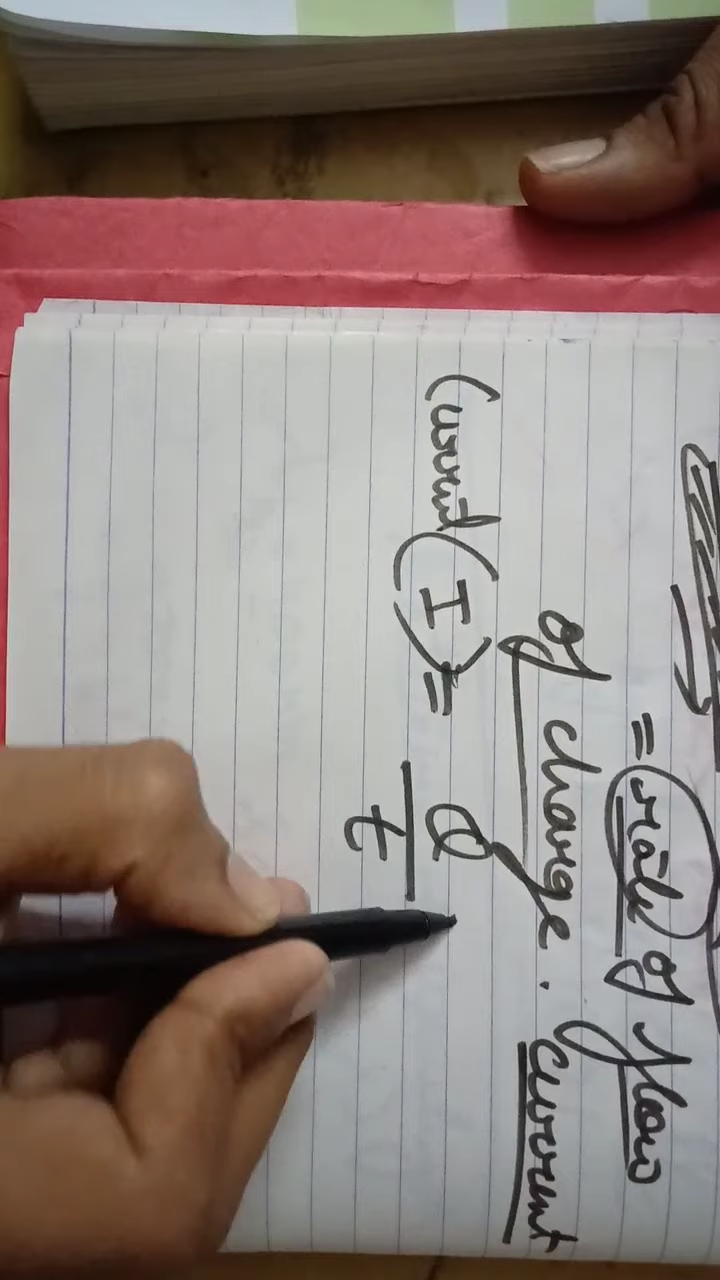 = rate of flow
of charge. current
Current (I) = Q
t